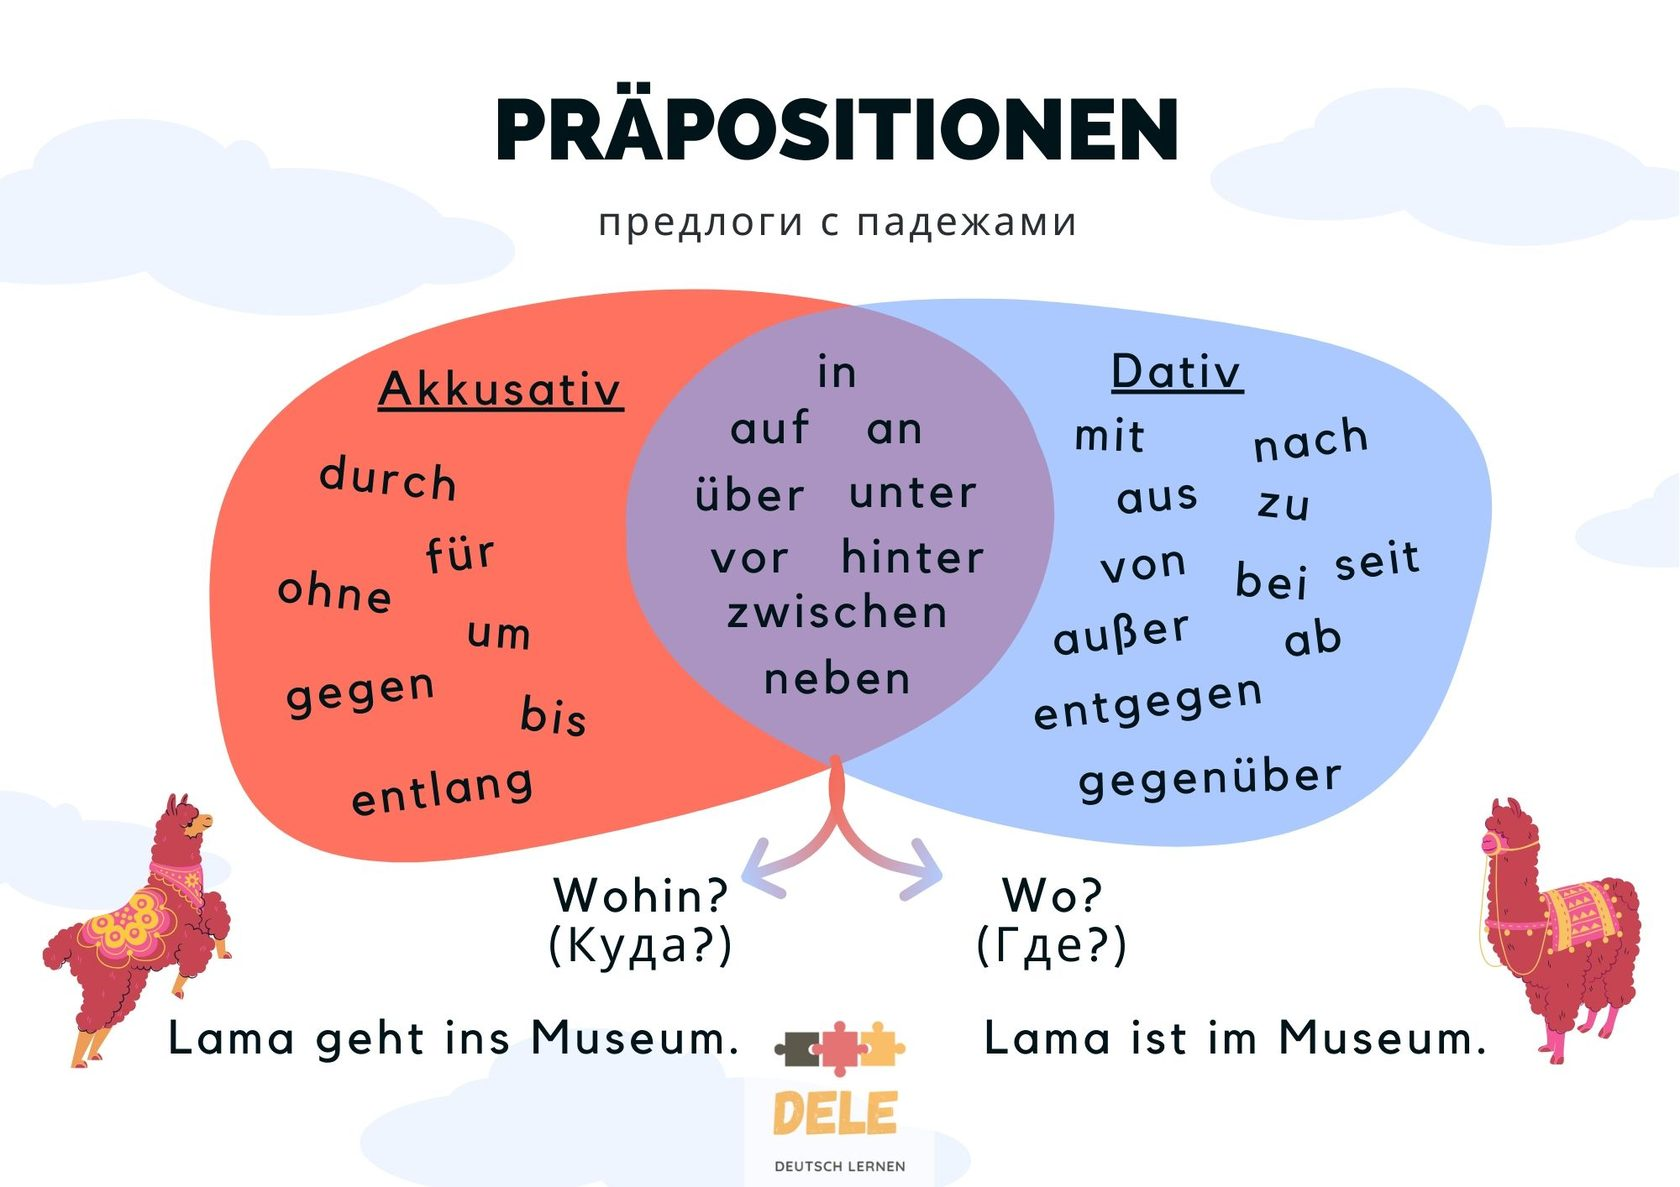 PRÄPOSITIONEN
предлоги с падежами
Akkusativ
durch
für
ohne
um
gegen
bis
entlang
in
auf an
über unter
vor hinter
zwischen
neben
Dativ
mit nach
aus zu
von bei seit
außer ab
entgegen
gegenüber
Wohin?
(Куда?)
Wo?
(Где?)
Lama geht ins Museum.
Lama ist im Museum.
DELE
DEUTSCH LERNEN